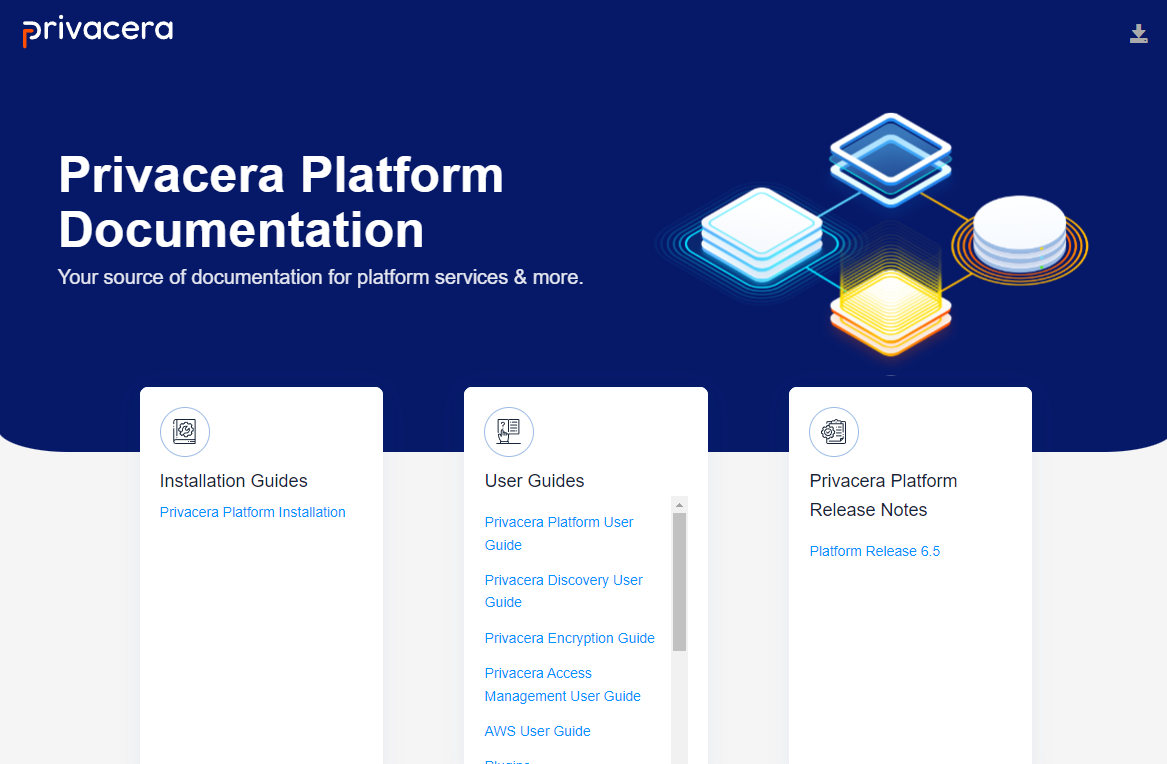 privacera
Privacera Platform
Documentation
Your source of documentation for platform services & more.
Installation Guides
Privacera Platform Installation
User Guides
Privacera Platform User
Guide
Privacera Discovery User
Guide
Privacera Encryption Guide
Privacera Access
Management User Guide
AWS User Guide
Plugins
Privacera Platform
Release Notes
Platform Release 6.5